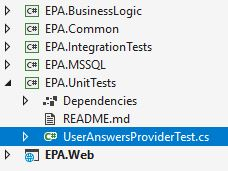 C# EPA.BusinessLogic
C# EPA.Common
C# EPA.IntegrationTests
EPA.MSSQL
C# EPA.UnitTests
Dependencies
README.md
C# UserAnswersProviderTest.cs
EPA.Web